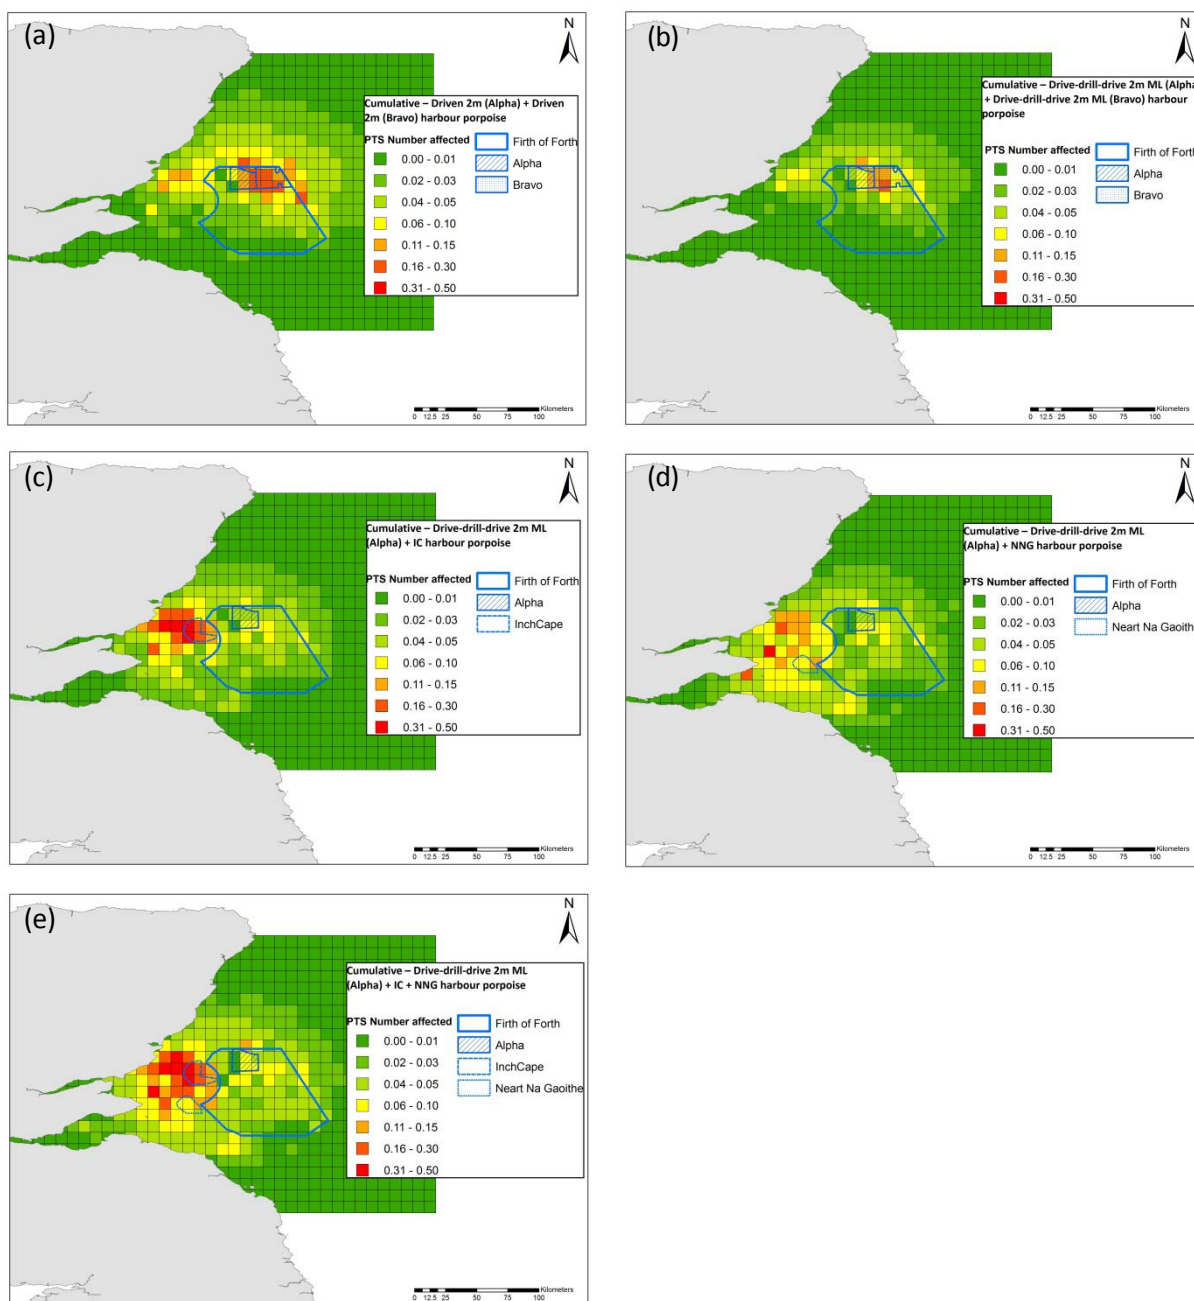 (a)
N
Cumulative – Driven 2m (Alpha) + Driven
2m (Bravo) harbour porpoise
PTS Number affected
0.00 - 0.01
0.02 - 0.03
0.04 - 0.05
0.06 - 0.10
0.11 - 0.15
0.16 - 0.30
0.31 - 0.50
Firth of Forth
Alpha
Bravo
Kilometers
0 12.5 25 50 75 100
(b)
N
Cumulative – Drive-drill-drive 2m ML (Alpha)
+ Drive-drill-drive 2m ML (Bravo) harbour
porpoise
PTS Number affected
0.00 - 0.01
0.02 - 0.03
0.04 - 0.05
0.06 - 0.10
0.11 - 0.15
0.16 - 0.30
0.31 - 0.50
Firth of Forth
Alpha
Bravo
Kilometers
0 12.5 25 50 75 100
(c)
N
Cumulative – Drive-drill-drive 2m ML
(Alpha) + IC harbour porpoise
PTS Number affected
0.00 - 0.01
0.02 - 0.03
0.04 - 0.05
0.06 - 0.10
0.11 - 0.15
0.16 - 0.30
0.31 - 0.50
Firth of Forth
Alpha
InchCape
Kilometers
0 12.5 25 50 75 100
(d)
N
Cumulative – Drive-drill-drive 2m ML
(Alpha) + NNG harbour porpoise
PTS Number affected
0.00 - 0.01
0.02 - 0.03
0.04 - 0.05
0.06 - 0.10
0.11 - 0.15
0.16 - 0.30
0.31 - 0.50
Firth of Forth
Alpha
Neart Na Gaoithe
Kilometers
0 12.5 25 50 75 100
(e)
N
Cumulative – Drive-drill-drive 2m ML
(Alpha) + IC + NNG harbour porpoise
PTS Number affected
0.00 - 0.01
0.02 - 0.03
0.04 - 0.05
0.06 - 0.10
0.11 - 0.15
0.16 - 0.30
0.31 - 0.50
Firth of Forth
Alpha
InchCape
Neart Na Gaoithe
Kilometers
0 12.5 25 50 75 100